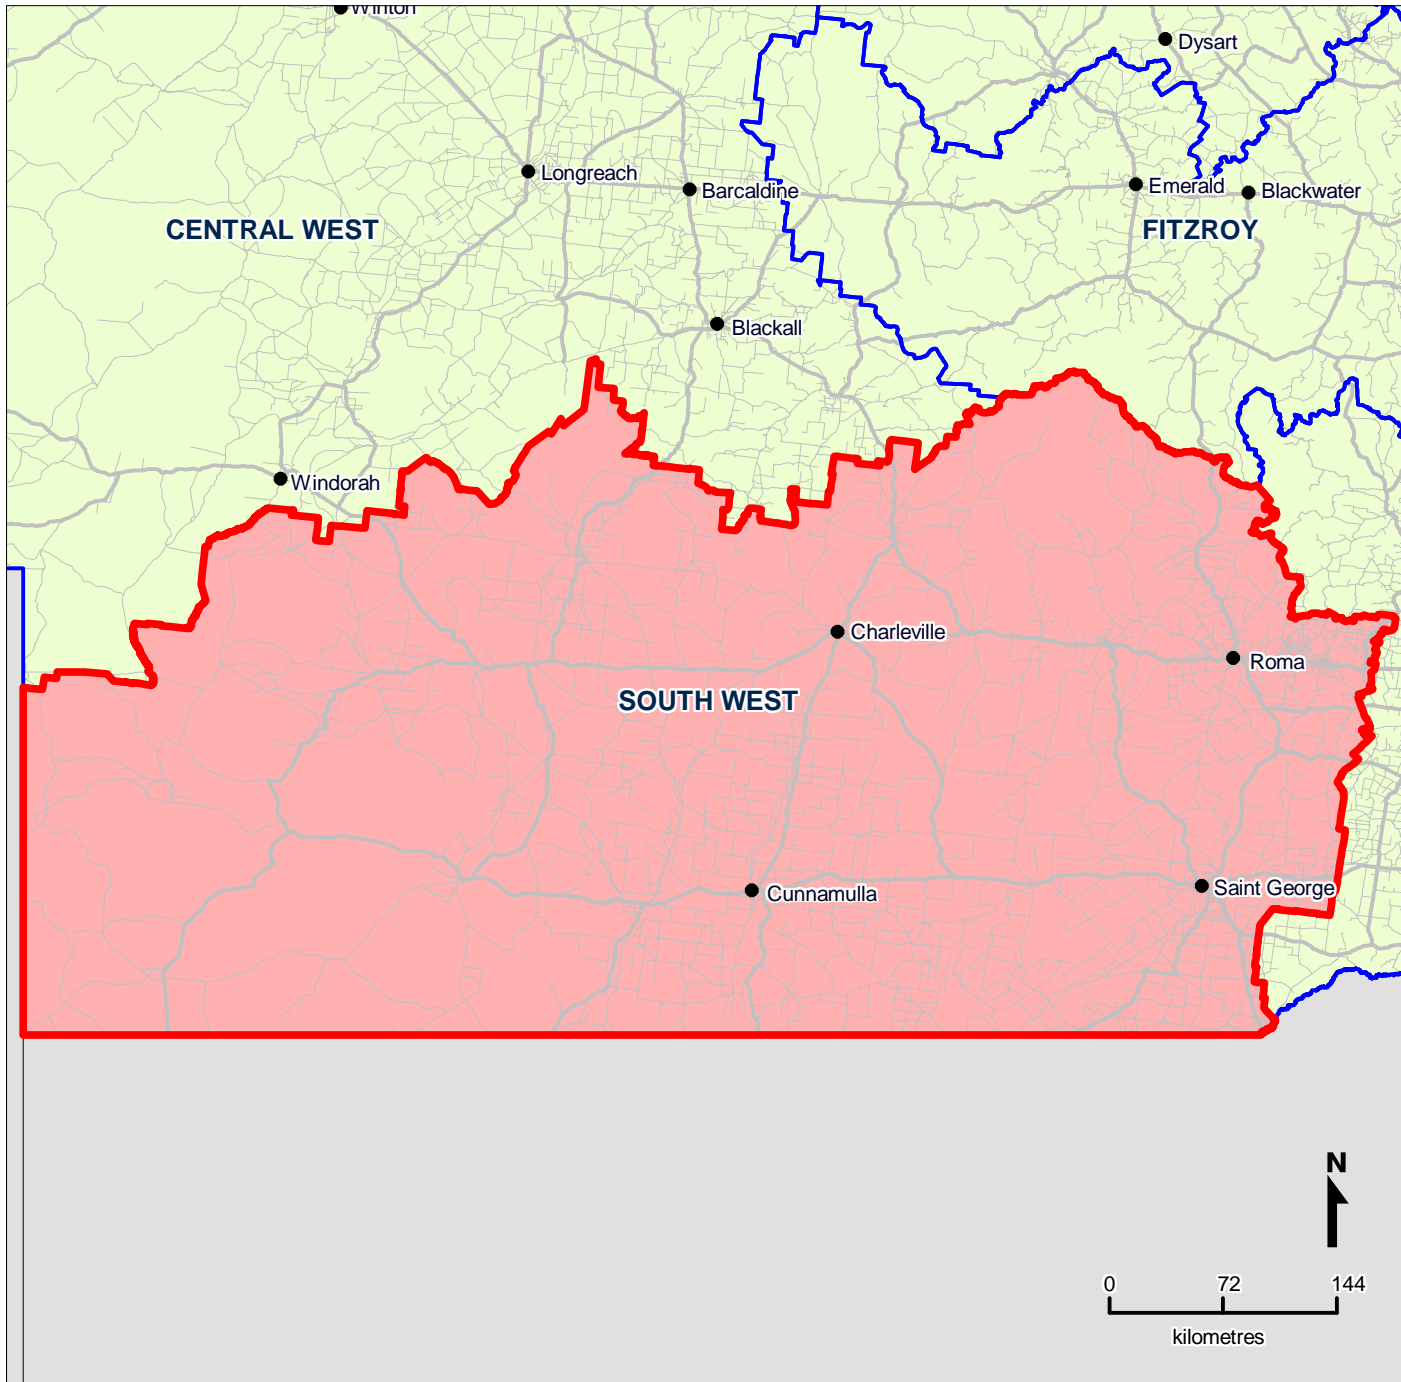 Winton
Dysart
Longreach
Barcaldine
Emerald
Blackwater
CENTRAL WEST
FITZROY
Blackall
Windorah
Charleville
Roma
SOUTH WEST
Saint George
Cunnamulla
N
0 72 144
kilometres